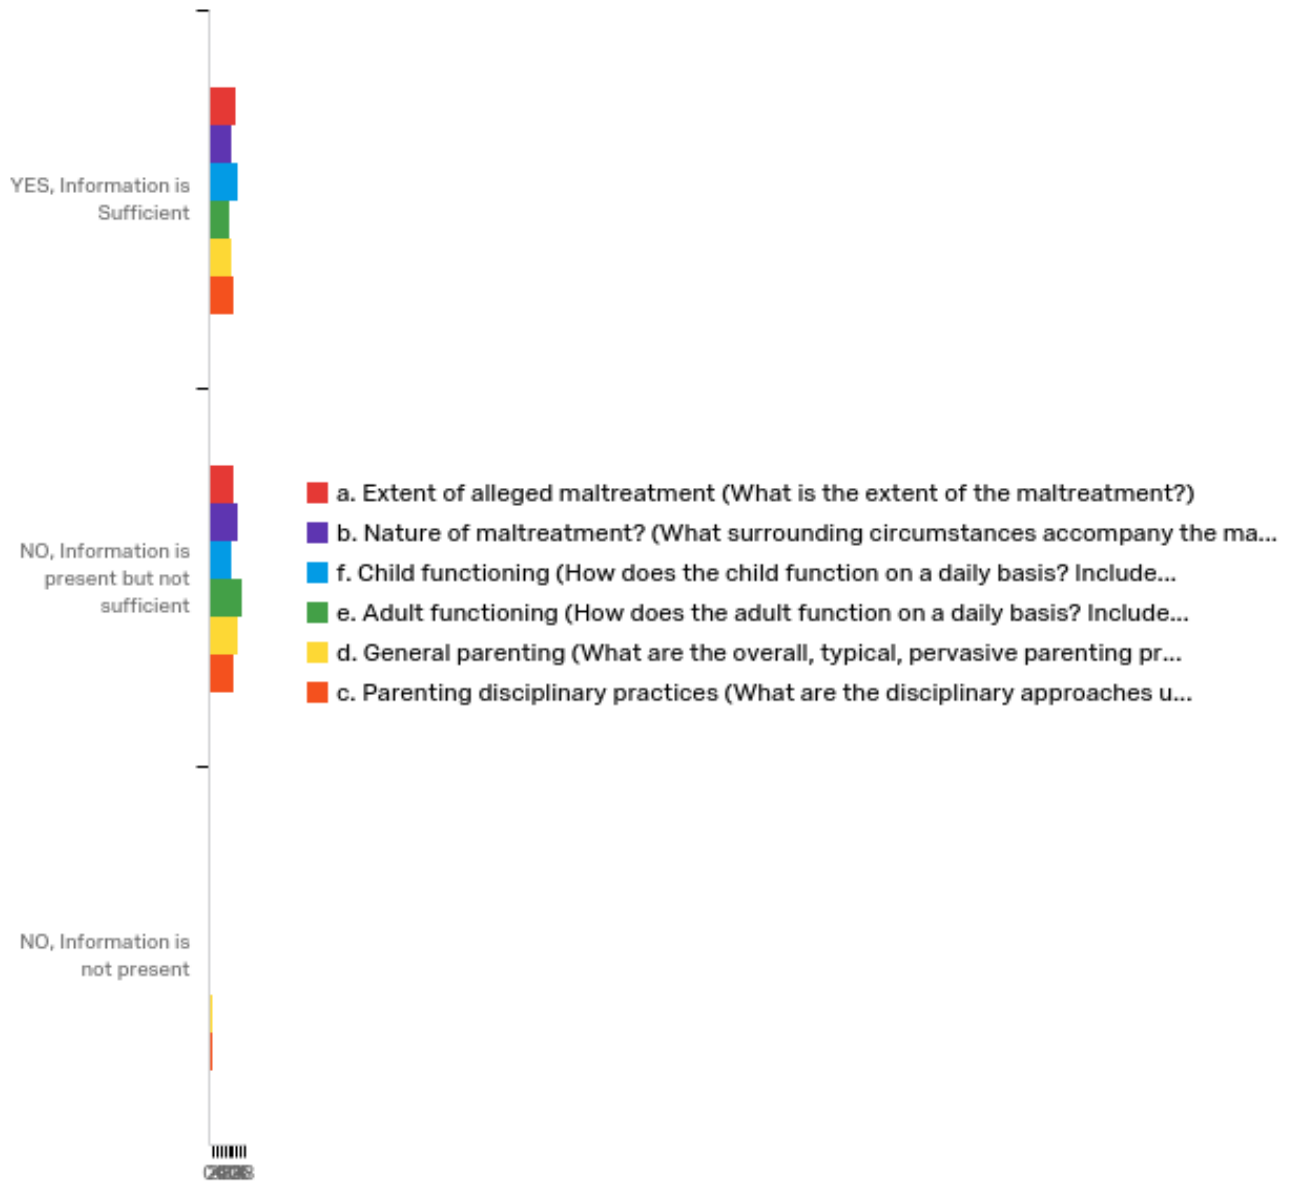 YES, Information is
Sufficient
NO, Information is
present but not
sufficient
a. Extent of alleged maltreatment (What is the extent of the maltreatment?)
b. Nature of maltreatment? (What surrounding circumstances accompany the ma...
f. Child functioning (How does the child function on a daily basis? Include...
e. Adult functioning (How does the adult function on a daily basis? Include...
d. General parenting (What are the overall, typical, pervasive parenting pr...
c. Parenting disciplinary practices (What are the disciplinary approaches u...
NO, Information is
not present